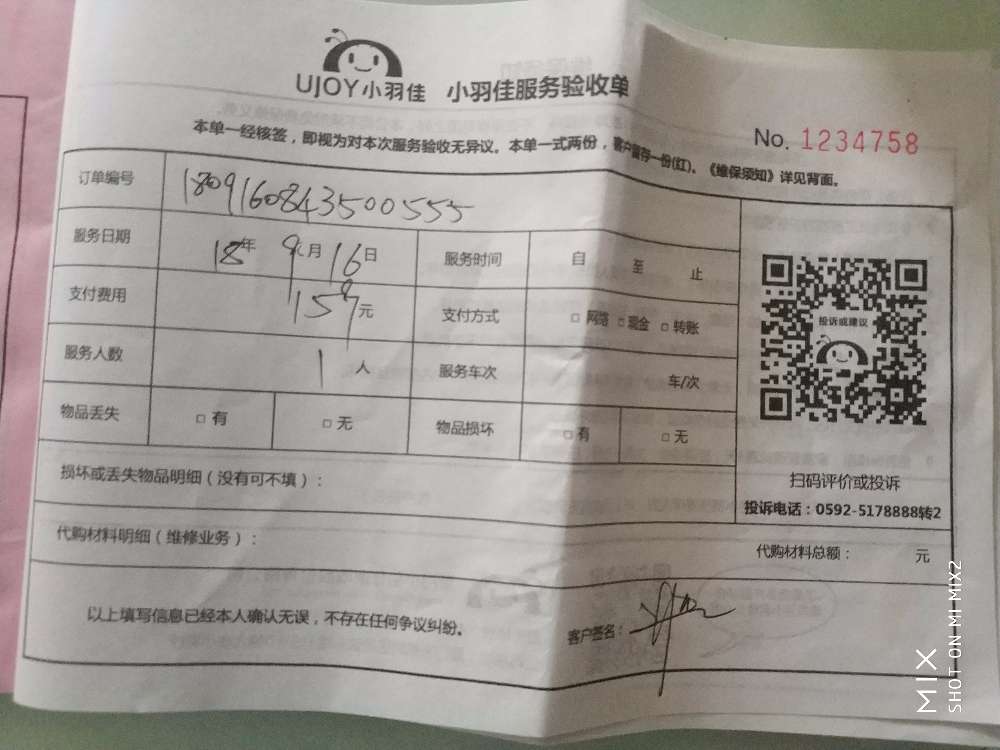 UJOY小羽佳 小羽佳服务验收单
No. 1234758
本单一经核签，即视为对本次服务验收无异议。本单一式两份，客户留存一份(红)。《维保须知》详见背面。
订单编号 1809160843500555
服务日期 18年 9月 16日 服务时间 自 至 止
支付费用 159元 支付方式 □ 网络 □ 现金 □ 转账
服务人数 1 人 服务车次 车/次
物品丢失 □ 有 □ 无 物品损坏 □ 有 □ 无
投诉或建议
扫码评价或投诉
投诉电话：0592-5178888转2
损坏或丢失物品明细（没有可不填）：
代购材料明细（维修业务）： 代购材料总额： 元
以上填写信息已经本人确认无误，不存在任何争议纠纷。 客户签名：
MIX
SHOT ON MI MIX2